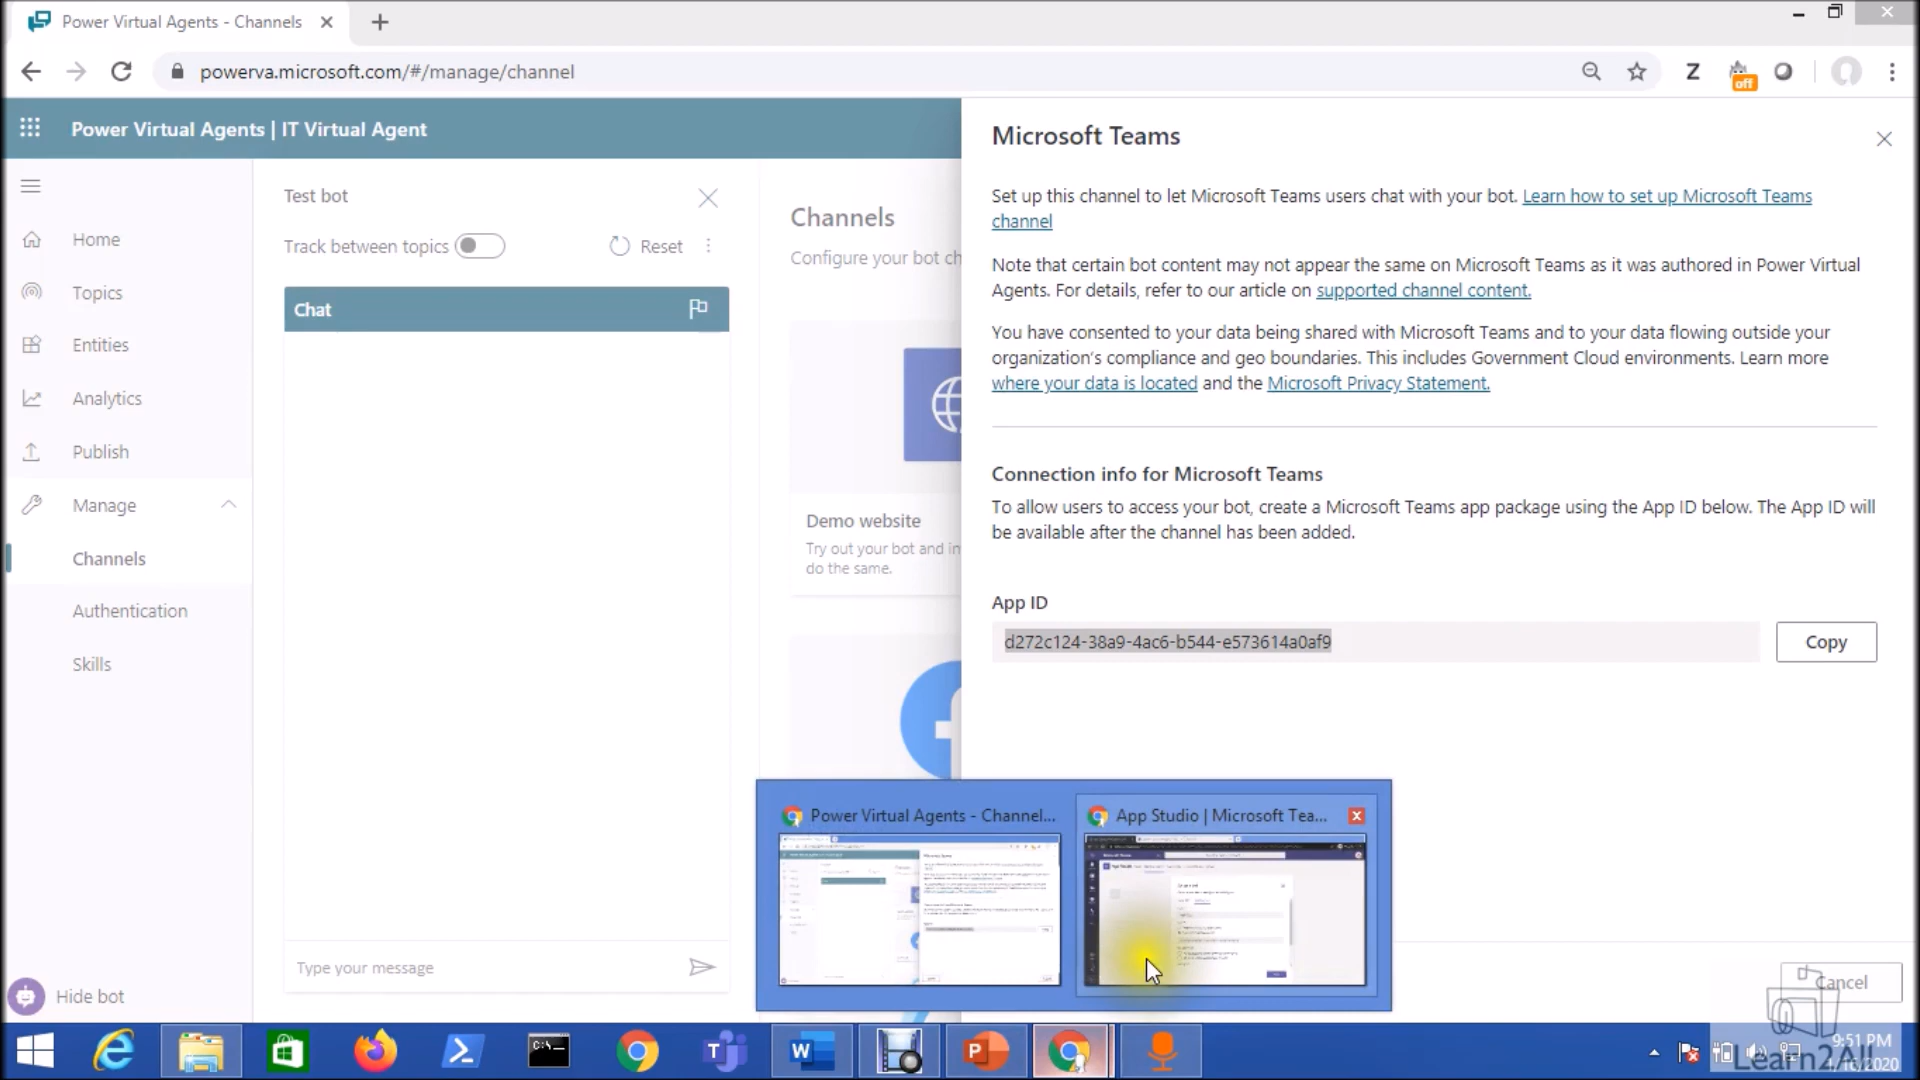 Power Virtual Agents - Channels
powerva.microsoft.com/#/manage/channel
Z
off
Power Virtual Agents | IT Virtual Agent
Home
Topics
Entities
Analytics
Publish
Manage
Channels
Authentication
Skills
Hide bot
Test bot
Track between topics
Reset
Chat
Type your message
Channels
Configure your bot ch
Demo website
Try out your bot and in
do the same.
Microsoft Teams
Set up this channel to let Microsoft Teams users chat with your bot. Learn how to set up Microsoft Teams
channel
Note that certain bot content may not appear the same on Microsoft Teams as it was authored in Power Virtual
Agents. For details, refer to our article on supported channel content.
You have consented to your data being shared with Microsoft Teams and to your data flowing outside your
organization's compliance and geo boundaries. This includes Government Cloud environments. Learn more
where your data is located and the Microsoft Privacy Statement.
Connection info for Microsoft Teams
To allow users to access your bot, create a Microsoft Teams app package using the App ID below. The App ID will
be available after the channel has been added.
App ID
d272c124-38a9-4ac6-b544-e573614a0af9
Copy
Cancel
Power Virtual Agents - Channel...
App Studio | Microsoft Tea...
9:51 PM
Learn2All